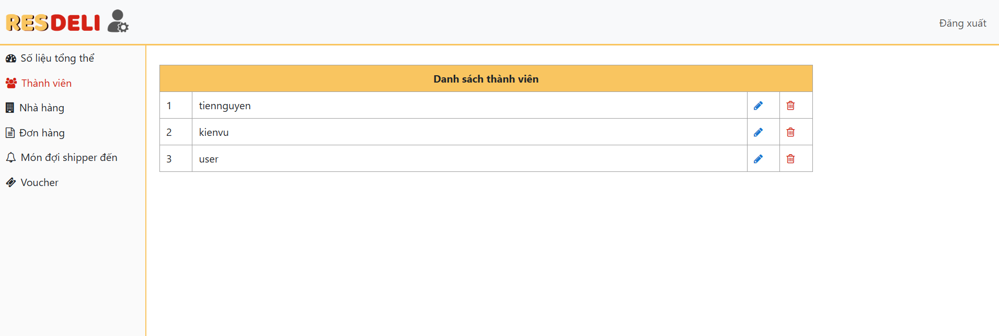 RESDELI
Đăng xuất
Số liệu tổng thể
Thành viên
Nhà hàng
Đơn hàng
Món đợi shipper đến
Voucher
Danh sách thành viên
1 tiennguyen
2 kienvu
3 user